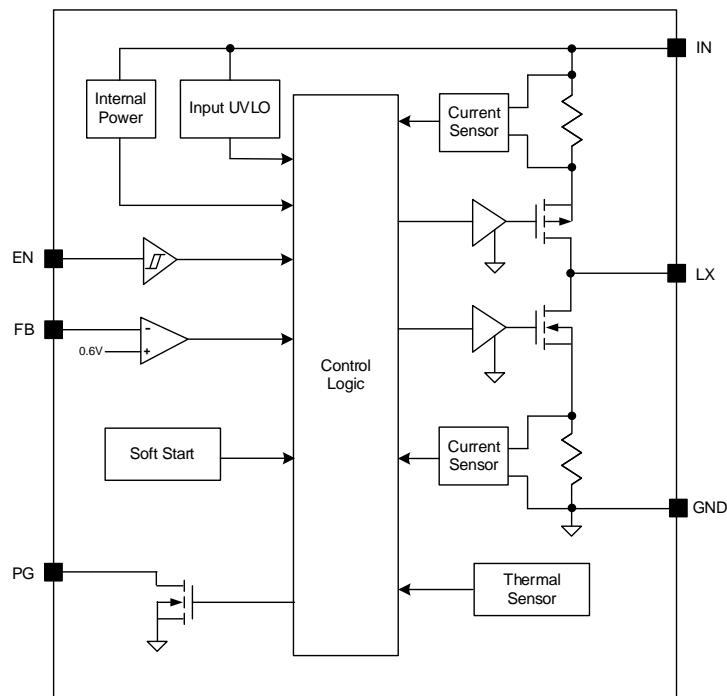 IN
Internal
Power
Input UVLO
Current
Sensor
EN
LX
FB
-
+
0.6V
Control
Logic
Soft Start
Current
Sensor
GND
PG
Thermal
Sensor